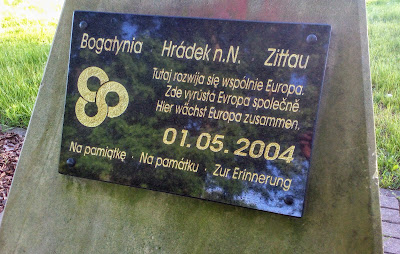 Bogatynia Hrádek n.N. Zittau
Tutaj rozwija się wspólnie Europa.
Zde vyrůstá Evropa společně
Hier wächst Europa zusammen.
01.05.2004
Na pamiątkę · Na památku · Zur Erinnerung